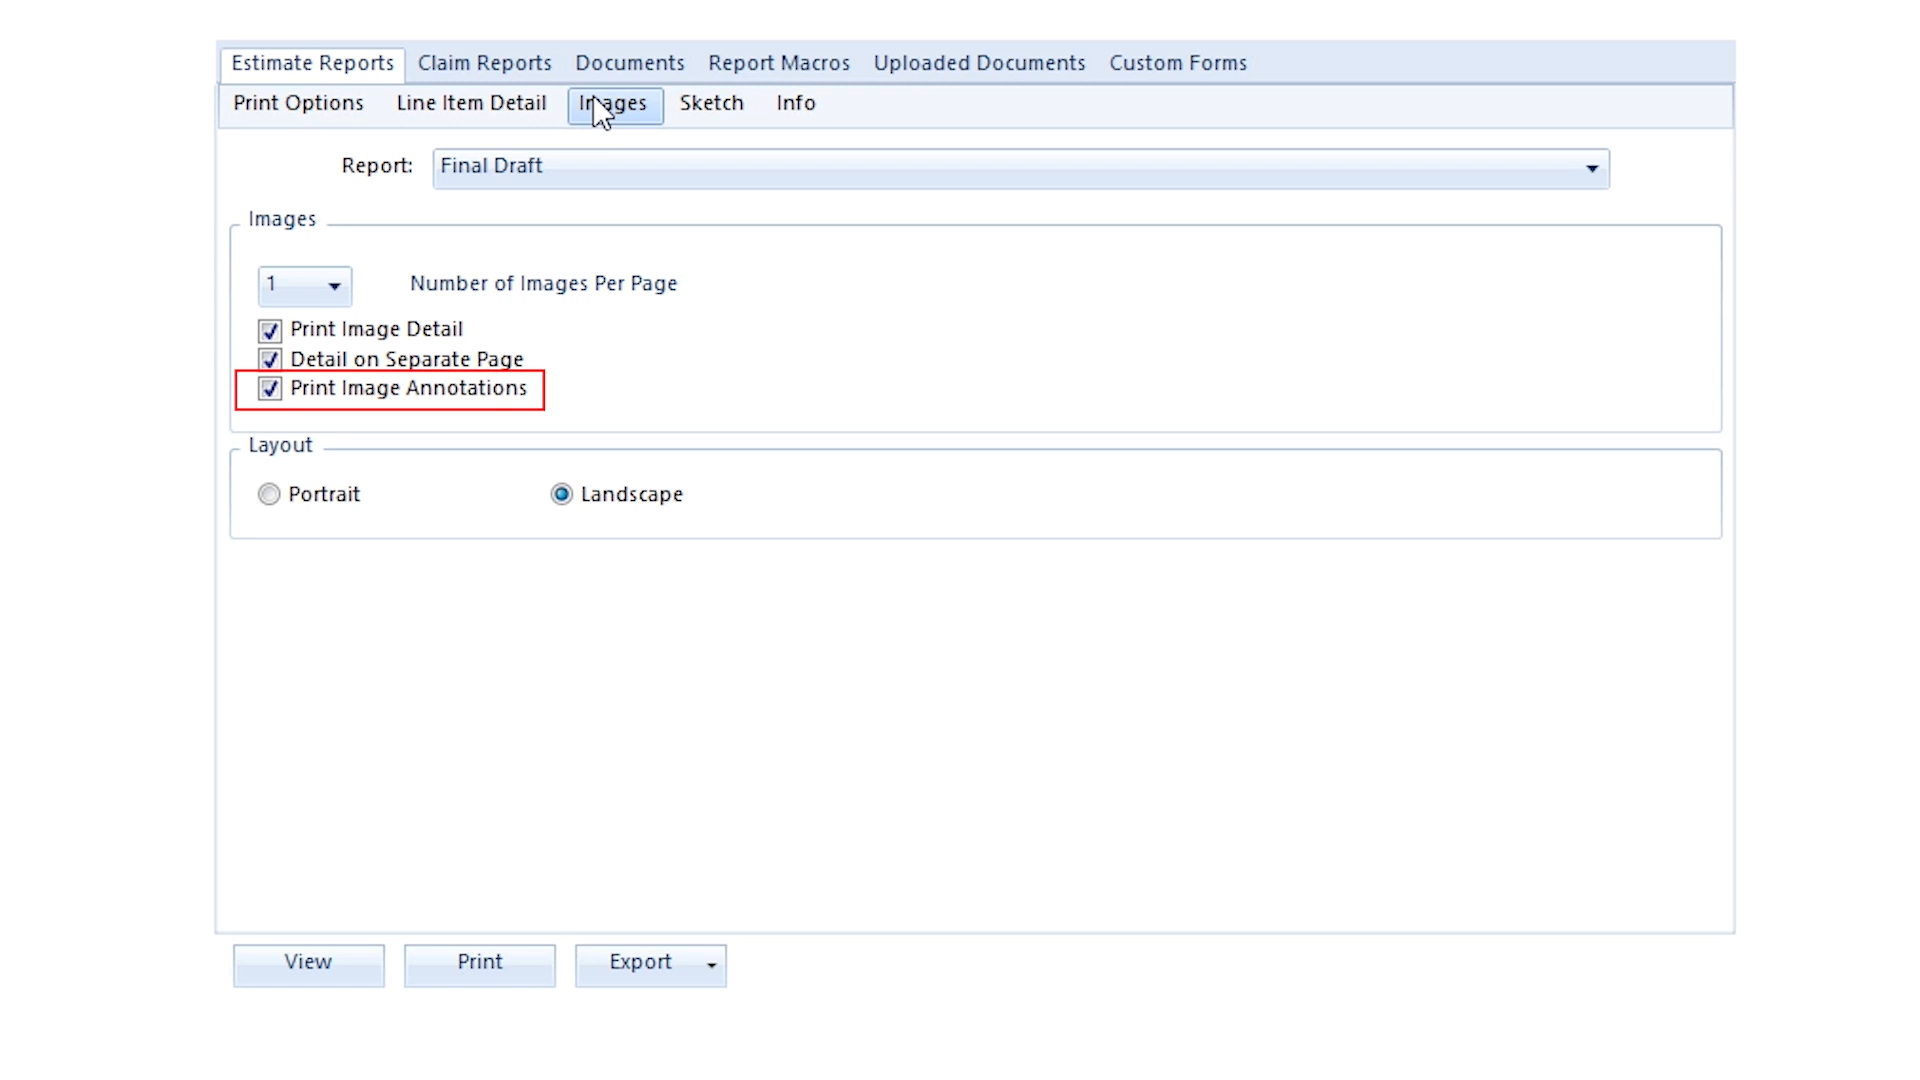 Estimate Reports Claim Reports Documents Report Macros Uploaded Documents Custom Forms
Print Options Line Item Detail Images Sketch Info
Report: Final Draft
Images
1 Number of Images Per Page
Print Image Detail
Detail on Separate Page
Print Image Annotations
Layout
Portrait Landscape
View Print Export